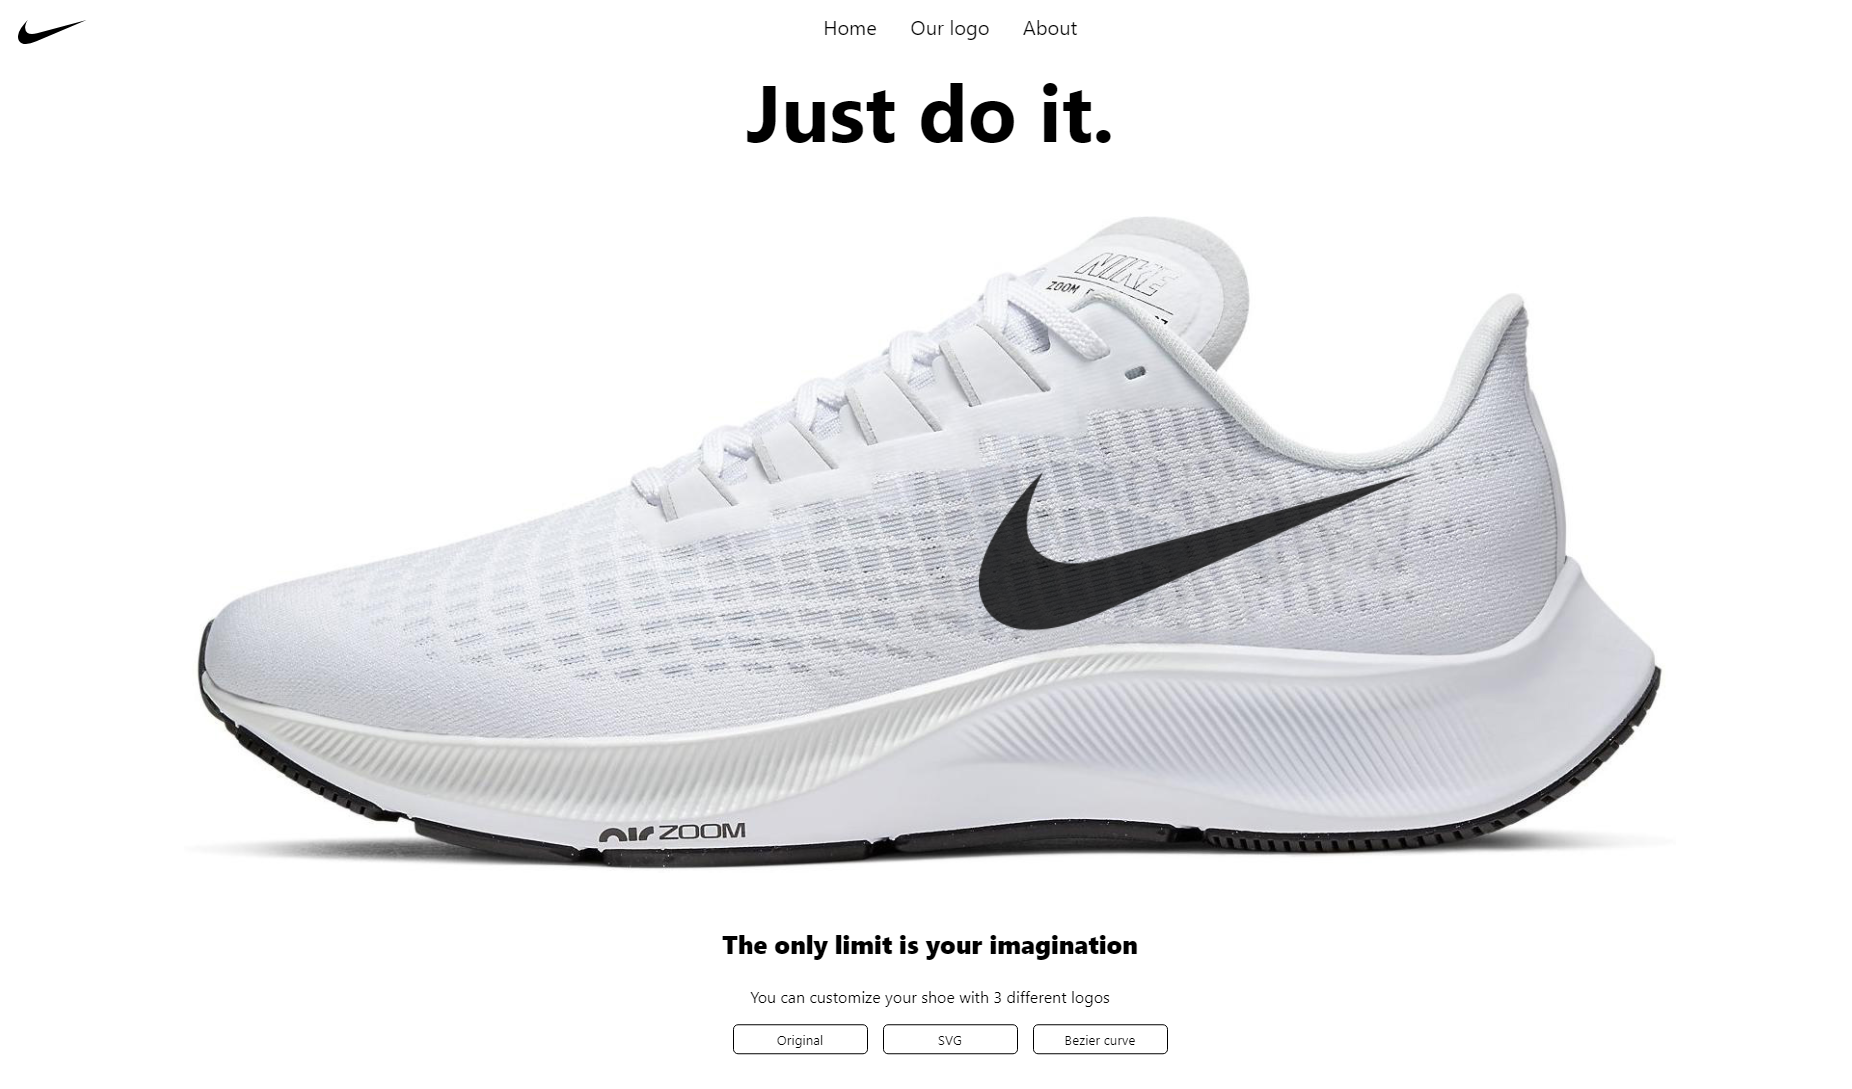 Home Our logo About
Just do it.
NIKE
ZOOM
air ZOOM
The only limit is your imagination
You can customize your shoe with 3 different logos
Original SVG Bezier curve